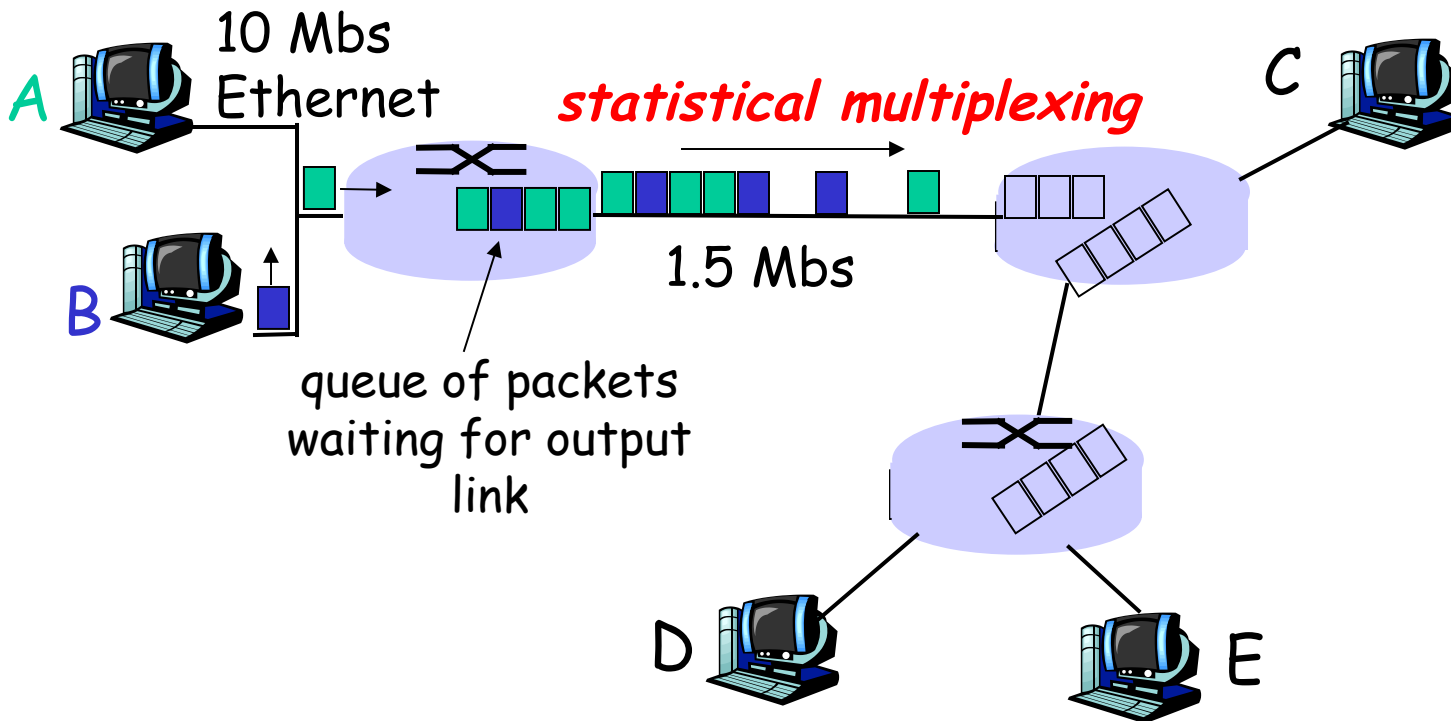 10 Mbs
Ethernet
A
statistical multiplexing
C
B
1.5 Mbs
queue of packets
waiting for output
link
D
E